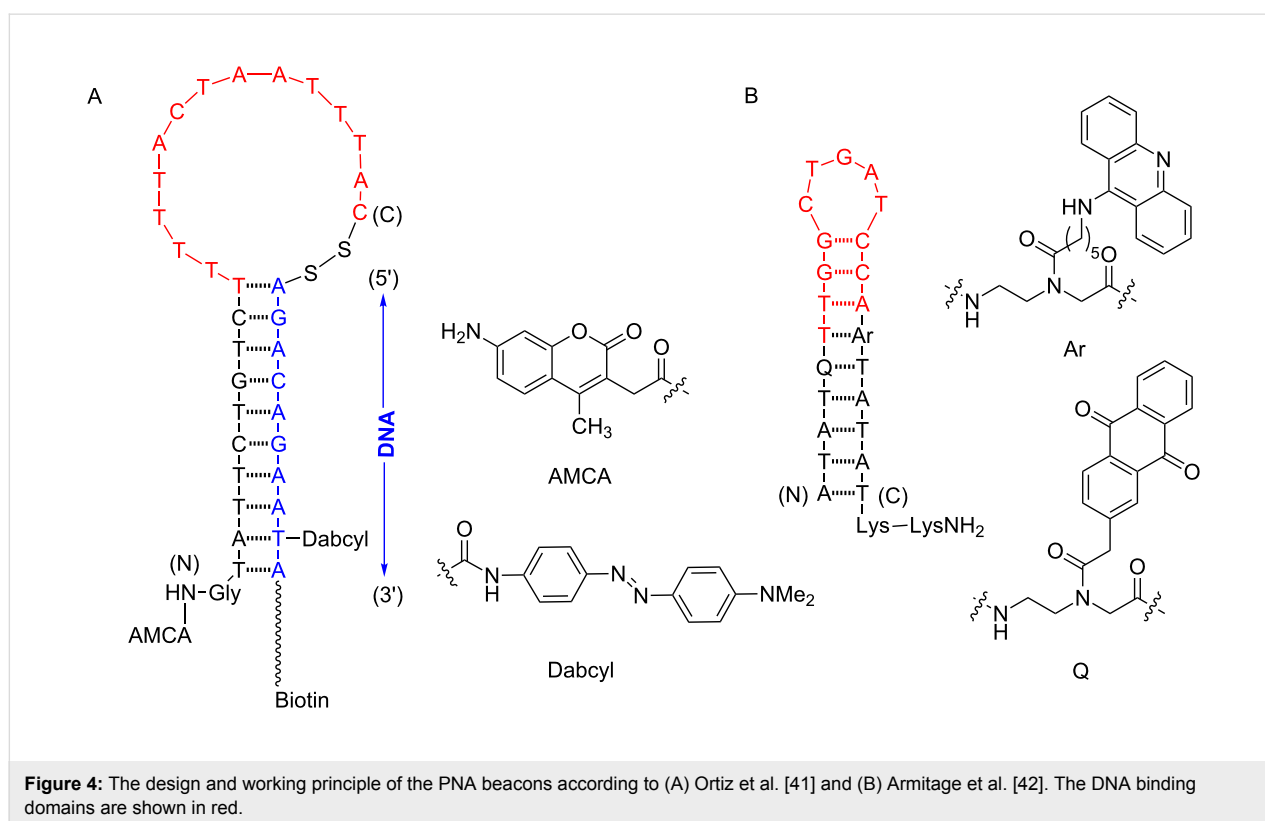 A
B
A A
T T
C T
A T
T A
T C (C)
T S
T S
T T A (5')
C G
T A
G C
T A
C G
T A
T A
A T Dabcyl
T A
(N)
HN Gly
AMCA
(3')
Biotin
DNA
H2N O O
O
CH3
AMCA
O
N
H
N
N
NMe2
Dabcyl
G
T A
C T
G C
G C
T A
T Ar
Q T
T A
A T
(N) A T (C)
T A
Lys LysNH2
N
HN
5
O O
N
N
H
Ar
O
O
O O
N
N
H
Q
Figure 4: The design and working principle of the PNA beacons according to (A) Ortiz et al. [41] and (B) Armitage et al. [42]. The DNA binding
domains are shown in red.